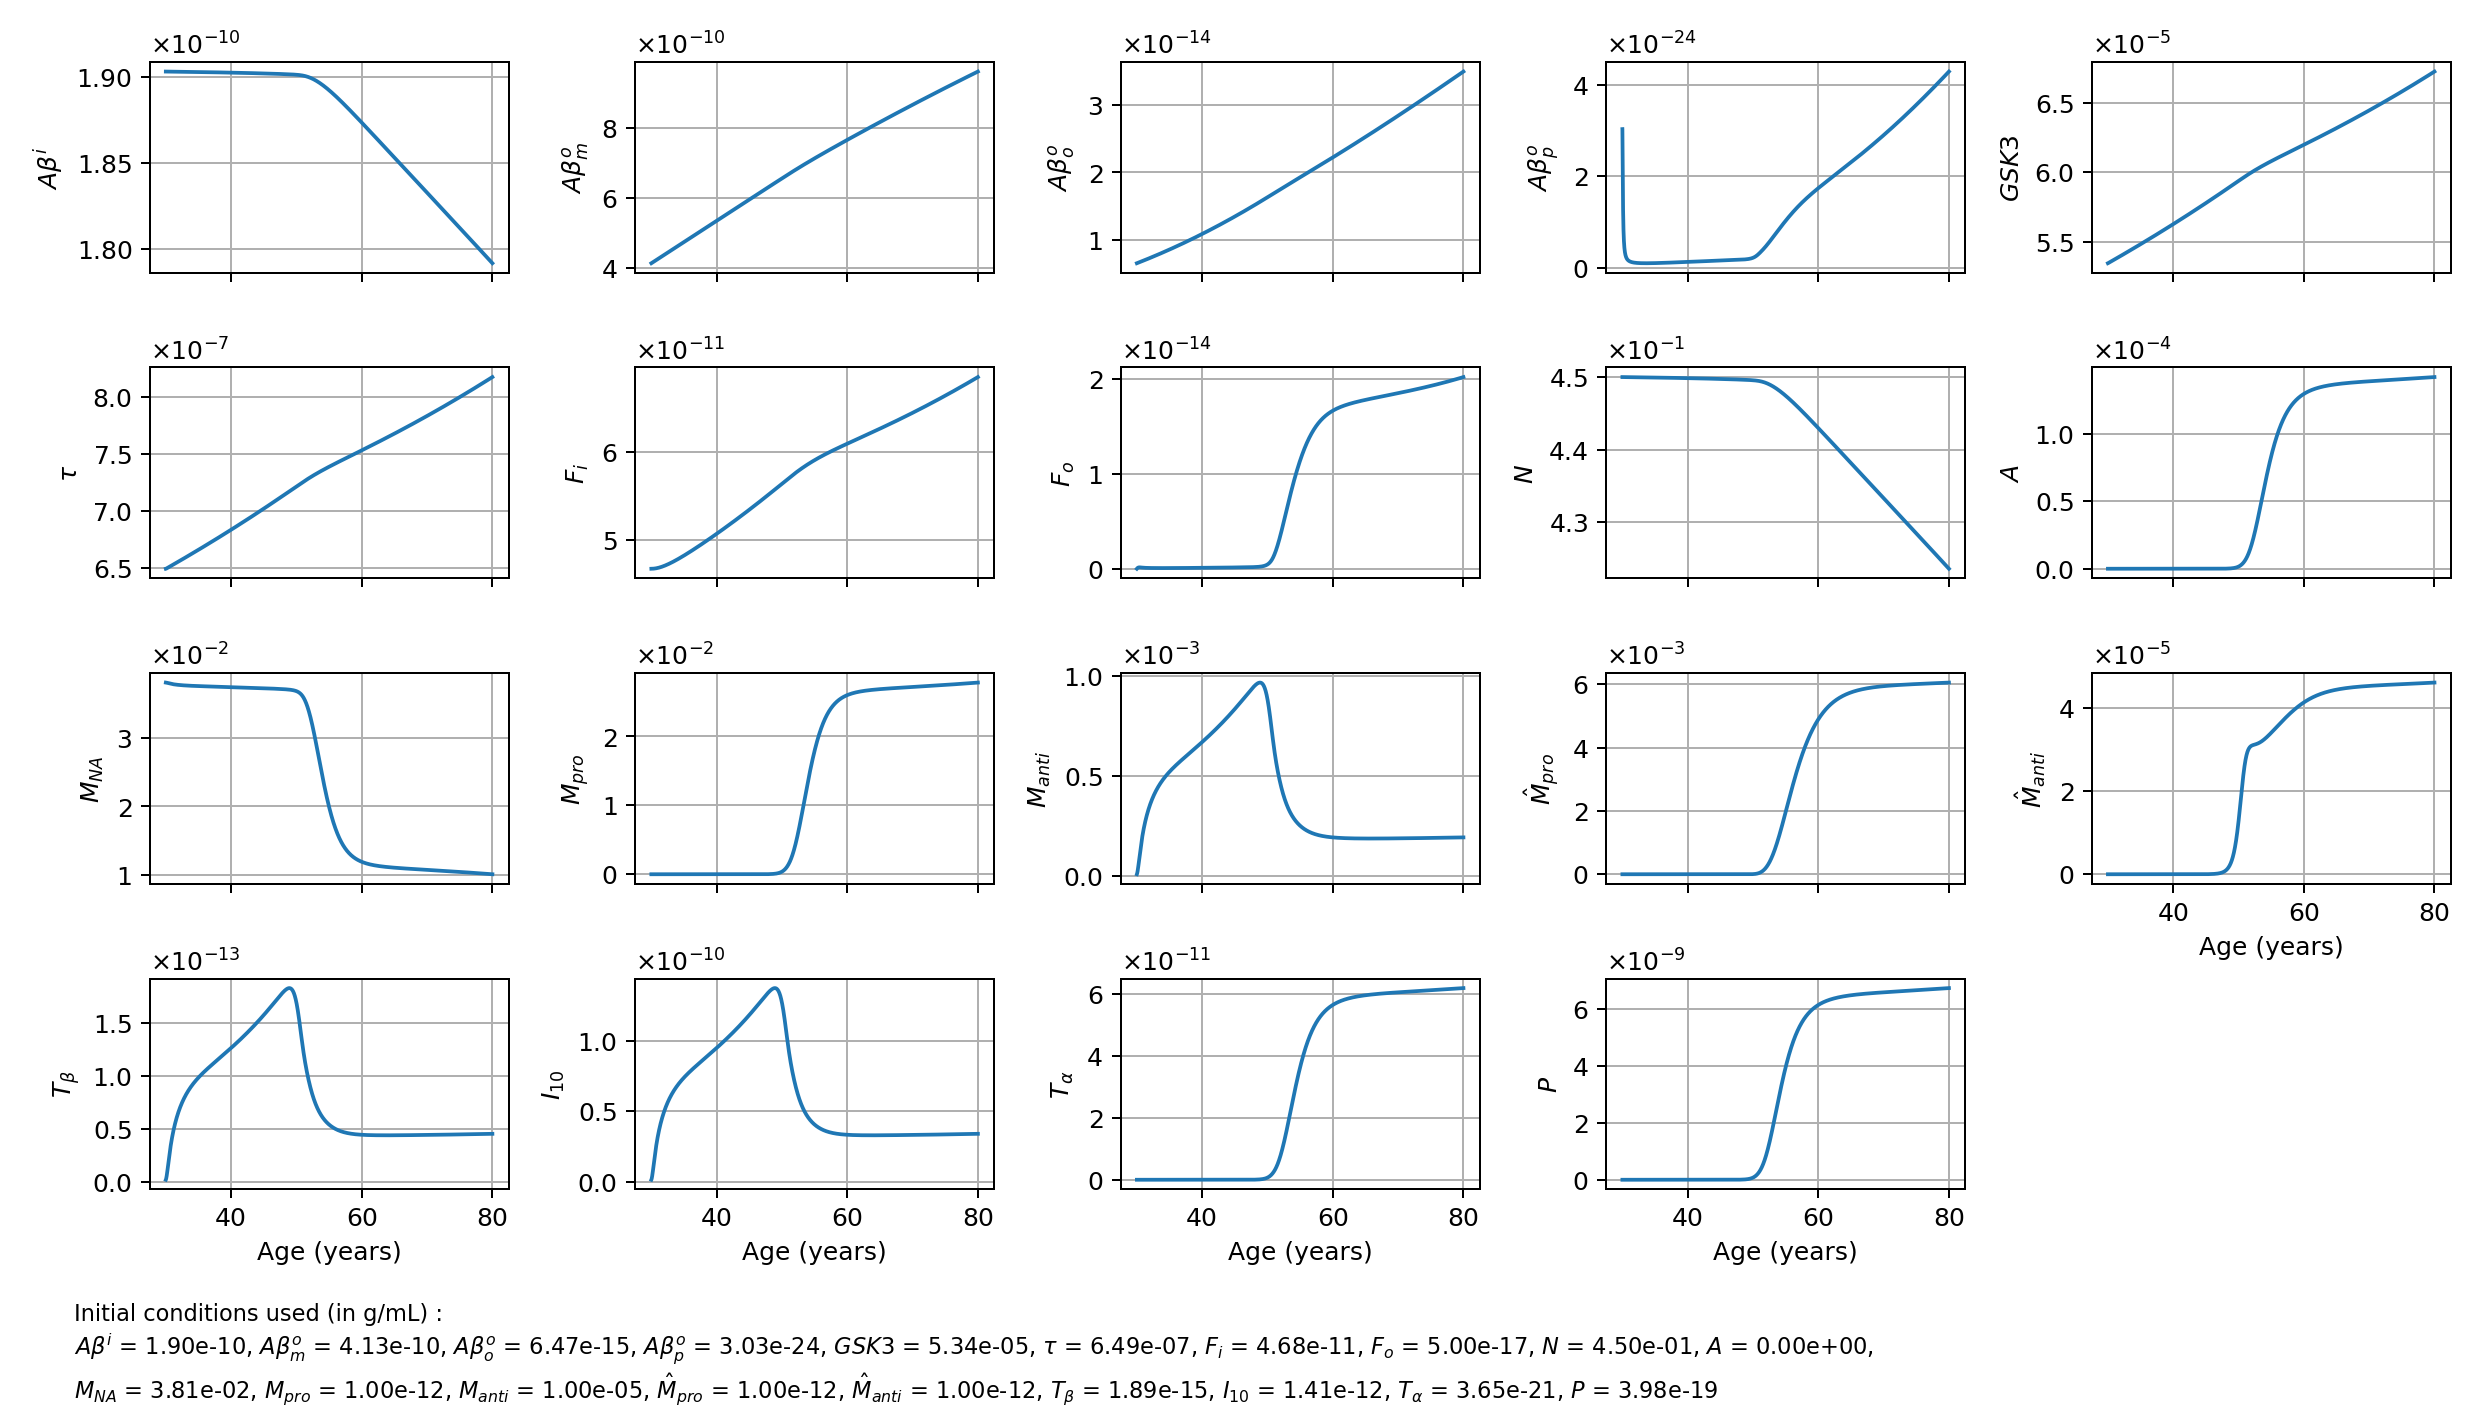 ×10⁻¹⁰ ×10⁻¹⁰ ×10⁻¹⁴ ×10⁻²⁴ ×10⁻⁵
1.90
1.85
1.80
Aβⁱ
8
6
4
Aβₘᵒ
3
2
1
Aβₒᵒ
4
2
0
Aβₚᵒ
6.5
6.0
5.5
GSK3
×10⁻⁷ ×10⁻¹¹ ×10⁻¹⁴ ×10⁻¹ ×10⁻⁴
8.0
7.5
7.0
6.5
τ
6
5
Fᵢ
2
1
0
Fₒ
4.5
4.4
4.3
N
1.0
0.5
0.0
A
×10⁻² ×10⁻² ×10⁻³ ×10⁻³ ×10⁻⁵
3
2
1
M_NA
2
1
0
M_pro
1.0
0.5
0.0
M_anti
6
4
2
0
M̂_pro
4
2
0
M̂_anti
40 60 80
Age (years)
×10⁻¹³ ×10⁻¹⁰ ×10⁻¹¹ ×10⁻⁹
1.5
1.0
0.5
0.0
T_β
1.0
0.5
0.0
I₁₀
6
4
2
0
T_α
6
4
2
0
P
40 60 80 40 60 80 40 60 80 40 60 80
Age (years) Age (years) Age (years) Age (years)
Initial conditions used (in g/mL) :
Aβⁱ = 1.90e-10, Aβₘᵒ = 4.13e-10, Aβₒᵒ = 6.47e-15, Aβₚᵒ = 3.03e-24, GSK3 = 5.34e-05, τ = 6.49e-07, Fᵢ = 4.68e-11, Fₒ = 5.00e-17, N = 4.50e-01, A = 0.00e+00,
M_NA = 3.81e-02, M_pro = 1.00e-12, M_anti = 1.00e-05, M̂_pro = 1.00e-12, M̂_anti = 1.00e-12, T_β = 1.89e-15, I₁₀ = 1.41e-12, T_α = 3.65e-21, P = 3.98e-19